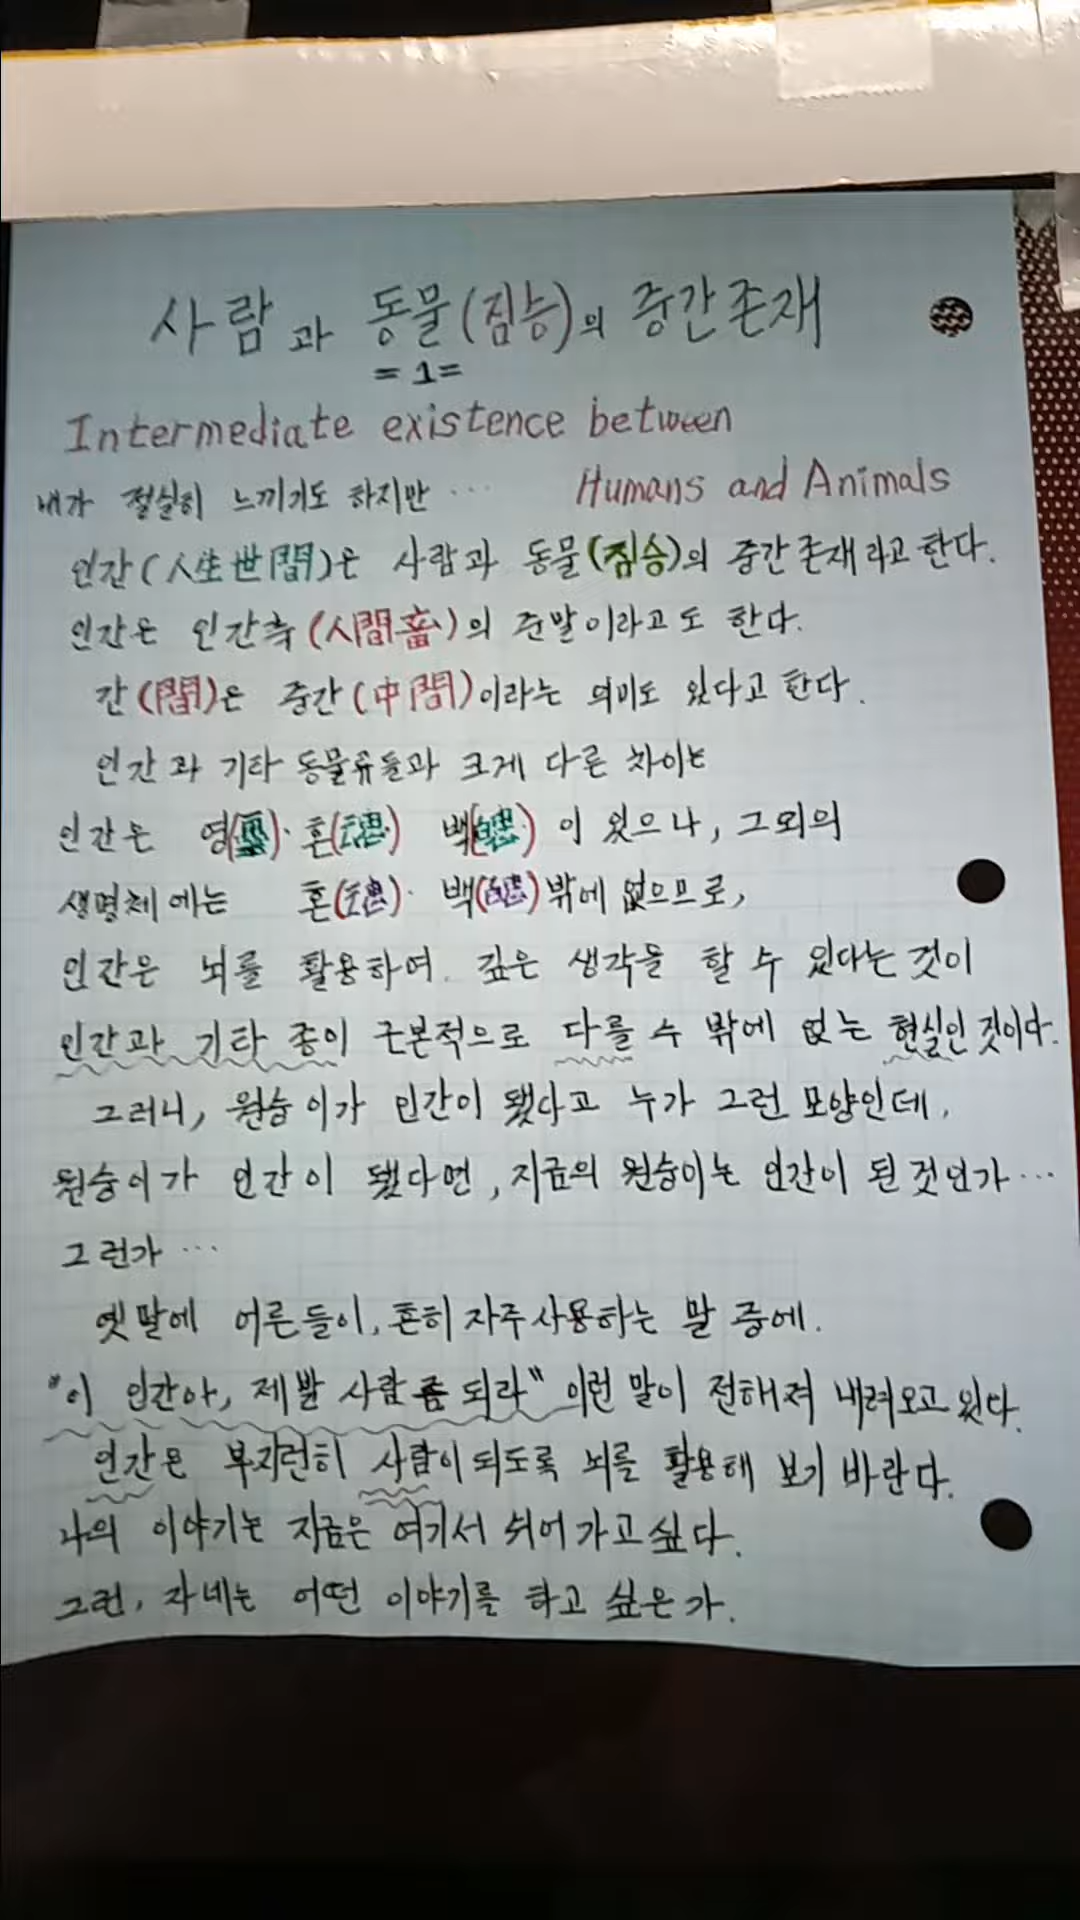 사람과 동물(짐승)의 중간존재
=1=
Intermediate existence between
Humans and Animals
내가 절실히 느끼기도 하지만 …
인간(人生世間)은 사람과 동물(짐승)의 중간존재라고 한다.
인간은 인간축(人間畜)의 준말이라고도 한다.
간(間)은 중간(中間)이라는 의미도 있다고 한다.
인간과 기타 동물류들과 크게 다른 차이는
인간은 영(靈)· 혼( ) 백( ) 이 있으나, 그외의
생명체에는 혼( )· 백( )밖에 없으므로,
인간은 뇌를 활용하여. 깊은 생각을 할 수 있다는 것이
인간과 기타 종이 근본적으로 다를 수 밖에 없는 현실인 것이다.
그러니, 원숭이가 인간이 됐다고 누가 그런 모양인데,
원숭이가 인간이 됐다면, 지금의 원숭이는 인간이 된 것인가…
그런가 …
옛말에 어른들이, 흔히 자주 사용하는 말 중에.
"이 인간아, 제발 사람 좀 되라" 이런 말이 전해져 내려오고 있다.
인간은 부지런히 사람이 되도록 뇌를 활용해 보기 바란다.
나의 이야기는 지금은 여기서 쉬어 가고 싶다.
그런, 자네는 어떤 이야기를 하고 싶은가.